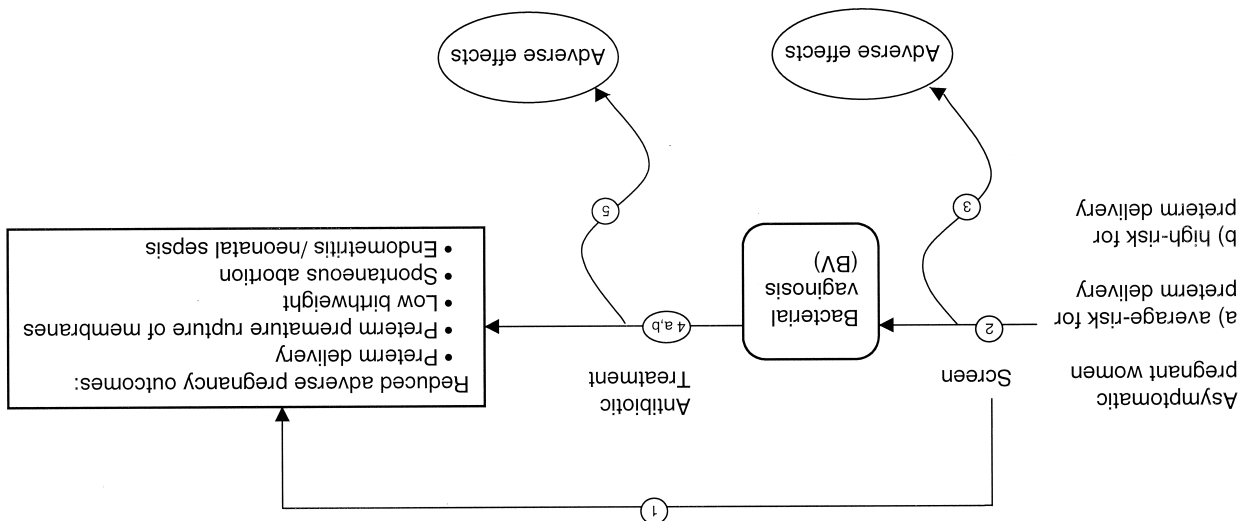 1
Asymptomatic
pregnant women
a) average-risk for
preterm delivery
b) high-risk for
preterm delivery
Screen
2
3
Adverse effects
Bacterial
vaginosis
(BV)
Antibiotic
Treatment
4 a,b
5
Adverse effects
Reduced adverse pregnancy outcomes:
• Preterm delivery
• Preterm premature rupture of membranes
• Low birthweight
• Spontaneous abortion
• Endometritis /neonatal sepsis